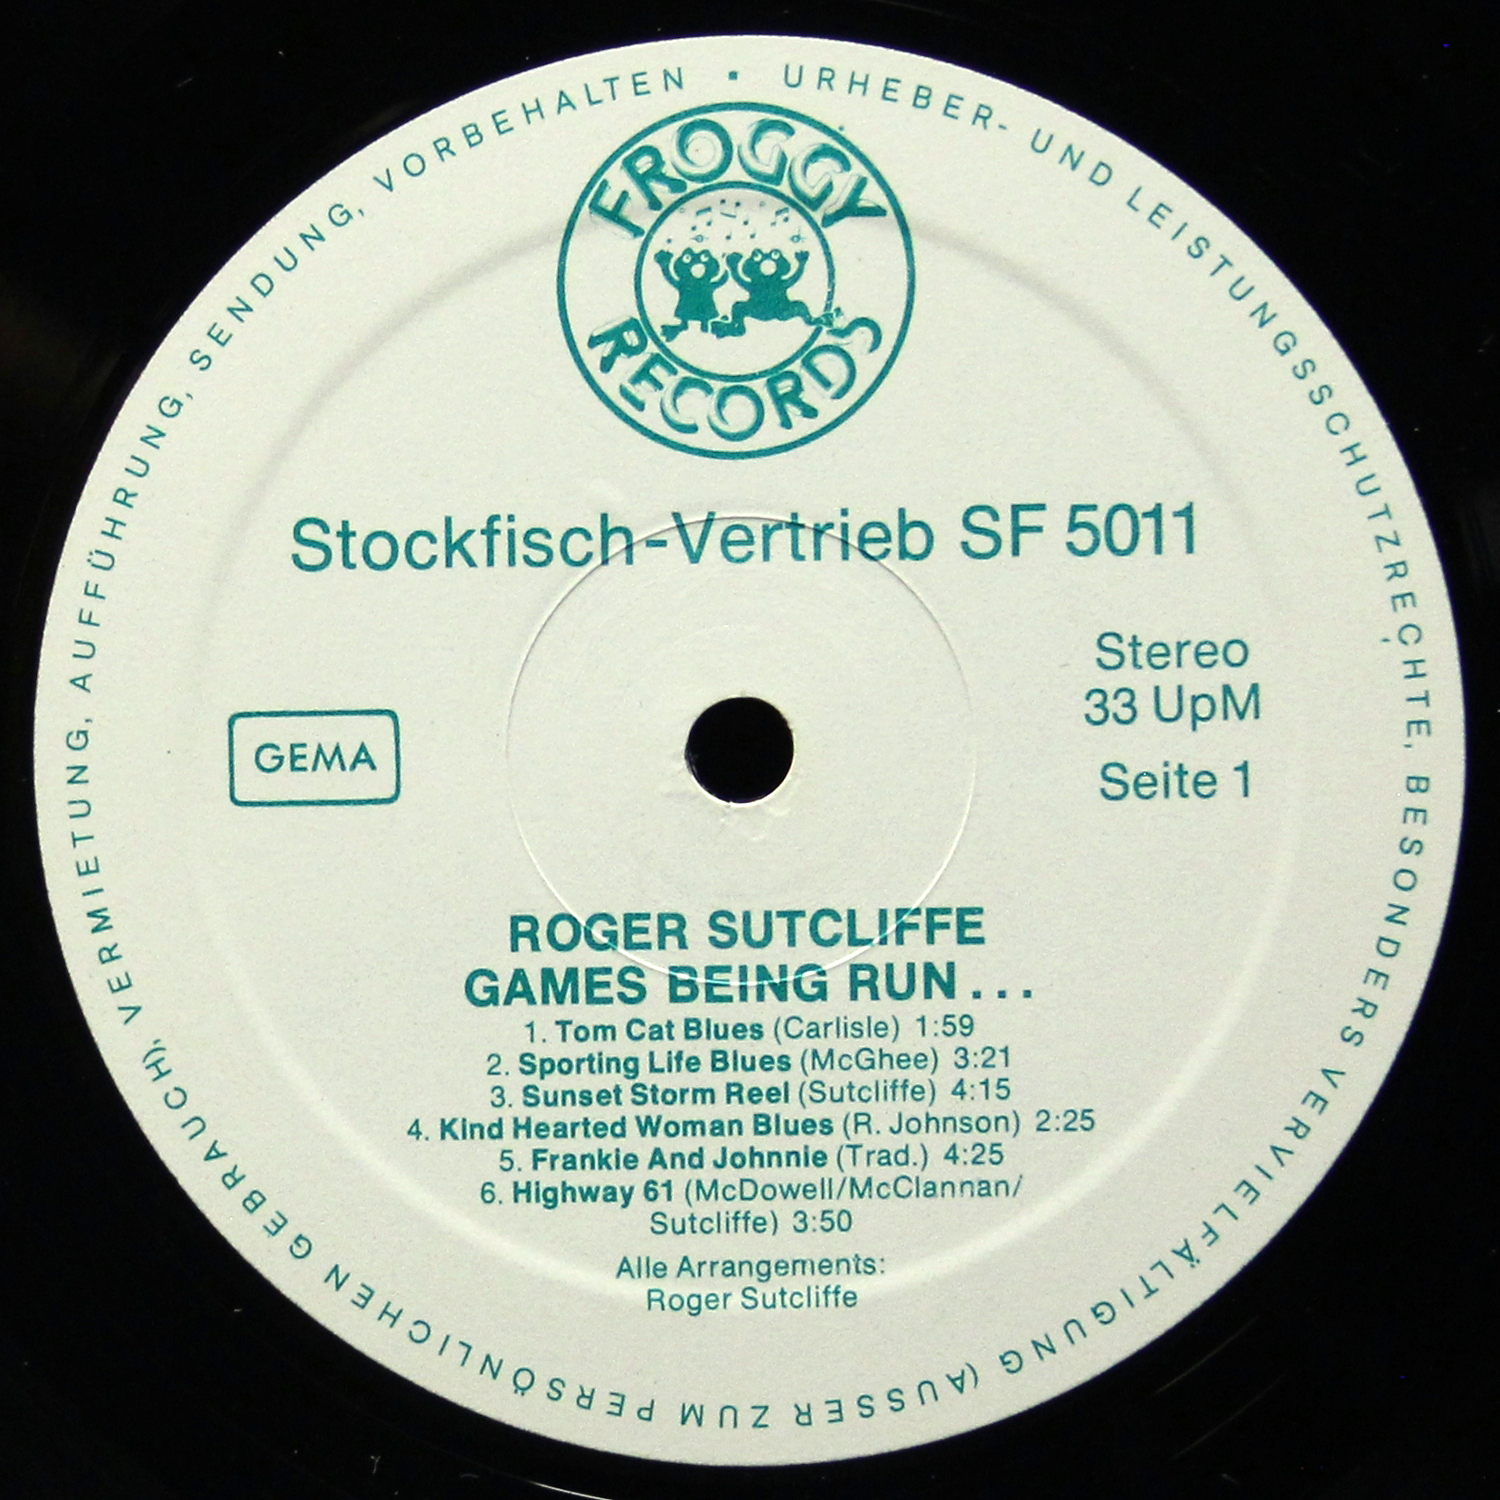 URHEBER- UND LEISTUNGSSCHUTZRECHTE, BESONDERS VERVIELFÄLTIGUNG (AUSSER ZUM PERSÖNLICHEN GEBRAUCH), VERMIETUNG, AUFFÜHRUNG, SENDUNG, VORBEHALTEN •
FROGGY
RECORDS
Stockfisch-Vertrieb SF 5011
Stereo
33 UpM
GEMA
Seite 1
ROGER SUTCLIFFE
GAMES BEING RUN . . .
1. Tom Cat Blues (Carlisle) 1:59
2. Sporting Life Blues (McGhee) 3:21
3. Sunset Storm Reel (Sutcliffe) 4:15
4. Kind Hearted Woman Blues (R. Johnson) 2:25
5. Frankie And Johnnie (Trad.) 4:25
6. Highway 61 (McDowell/McClannan/
Sutcliffe) 3:50
Alle Arrangements:
Roger Sutcliffe